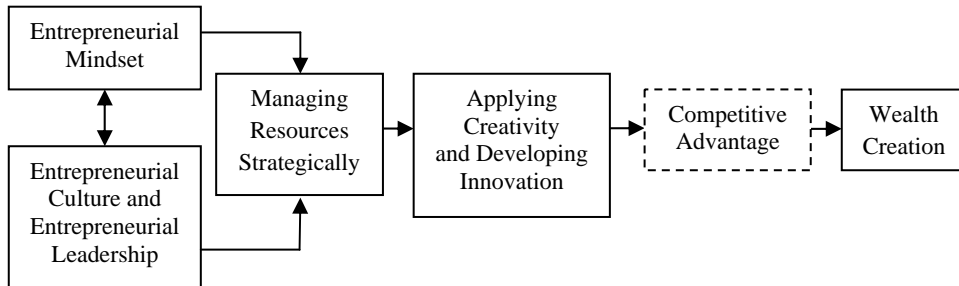 Entrepreneurial
Mindset
Entrepreneurial
Culture and
Entrepreneurial
Leadership
Managing
Resources
Strategically
Applying
Creativity
and Developing
Innovation
Competitive
Advantage
Wealth
Creation